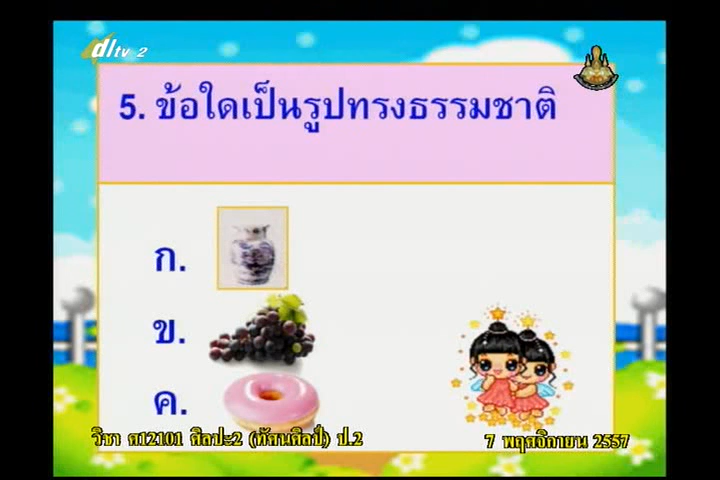 dltv 2
5. ข้อใดเป็นรูปทรงธรรมชาติ
ก.
ข.
ค.
วิชา ศ12101 ศิลปะ2 (ทัศนศิลป์) ป.2
7 พฤศจิกายน 2557